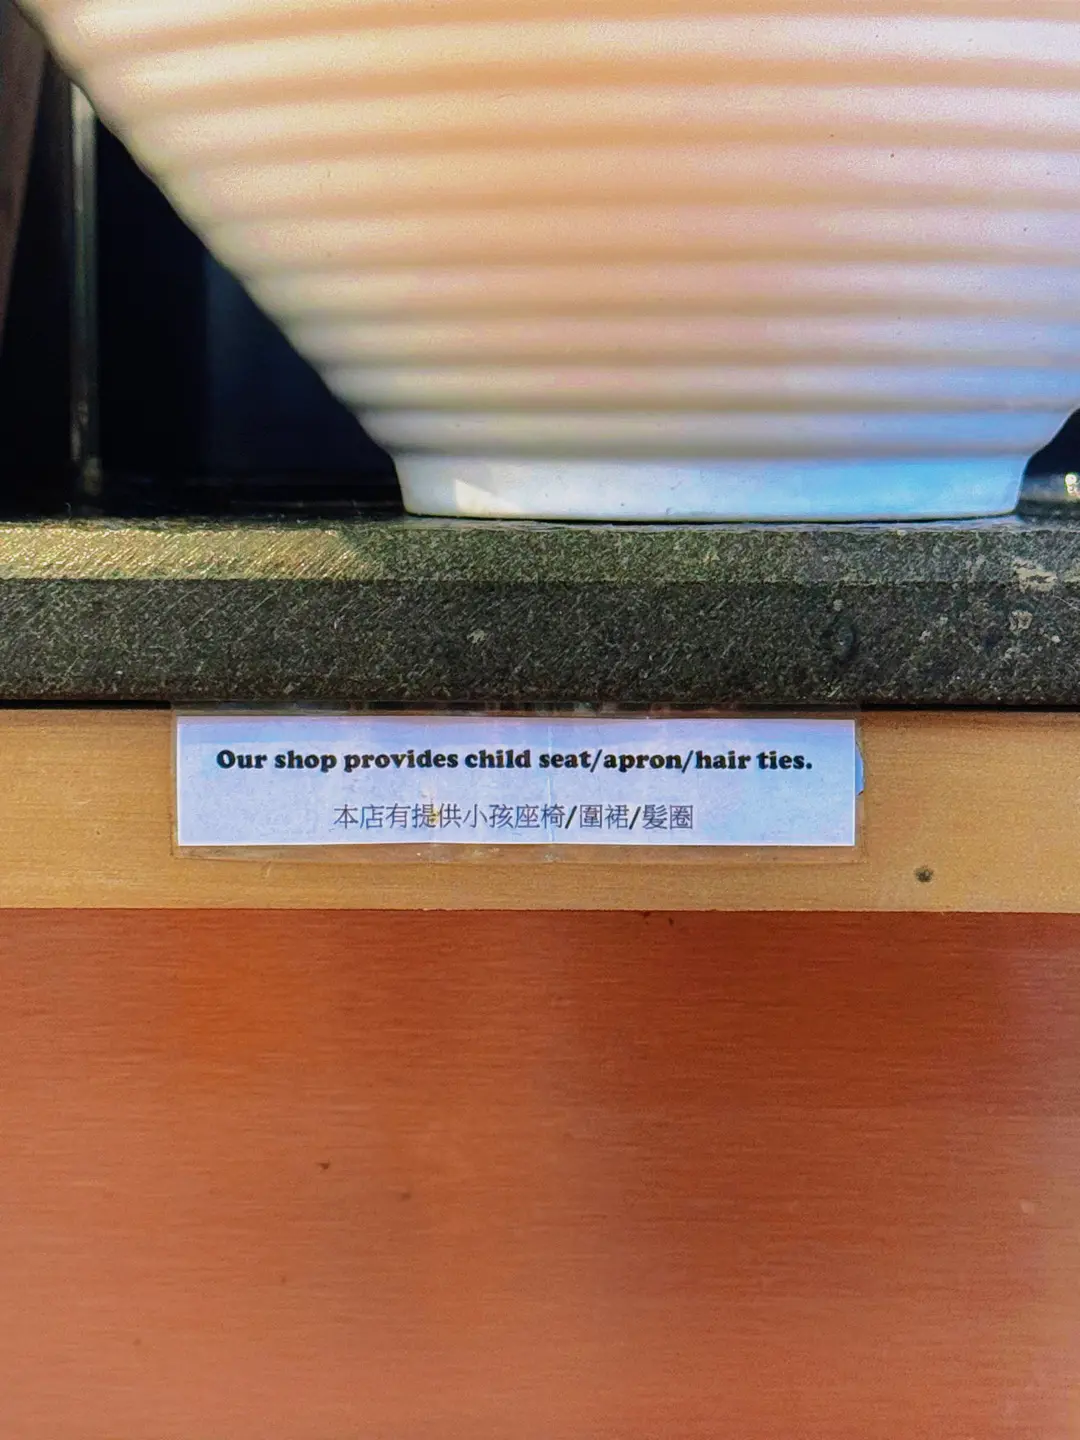 Our shop provides child seat/apron/hair ties.
本店有提供小孩座椅/圍裙/髮圈